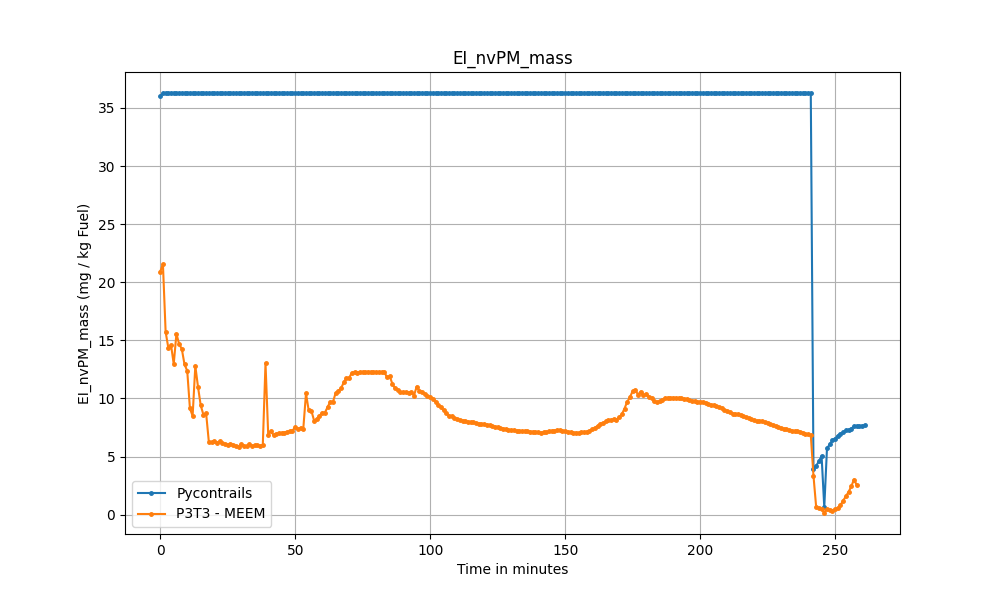 EI_nvPM_mass
EI_nvPM_mass (mg / kg Fuel)
35
30
25
20
15
10
5
0
Pycontrails
P3T3 - MEEM
0 50 100 150 200 250
Time in minutes